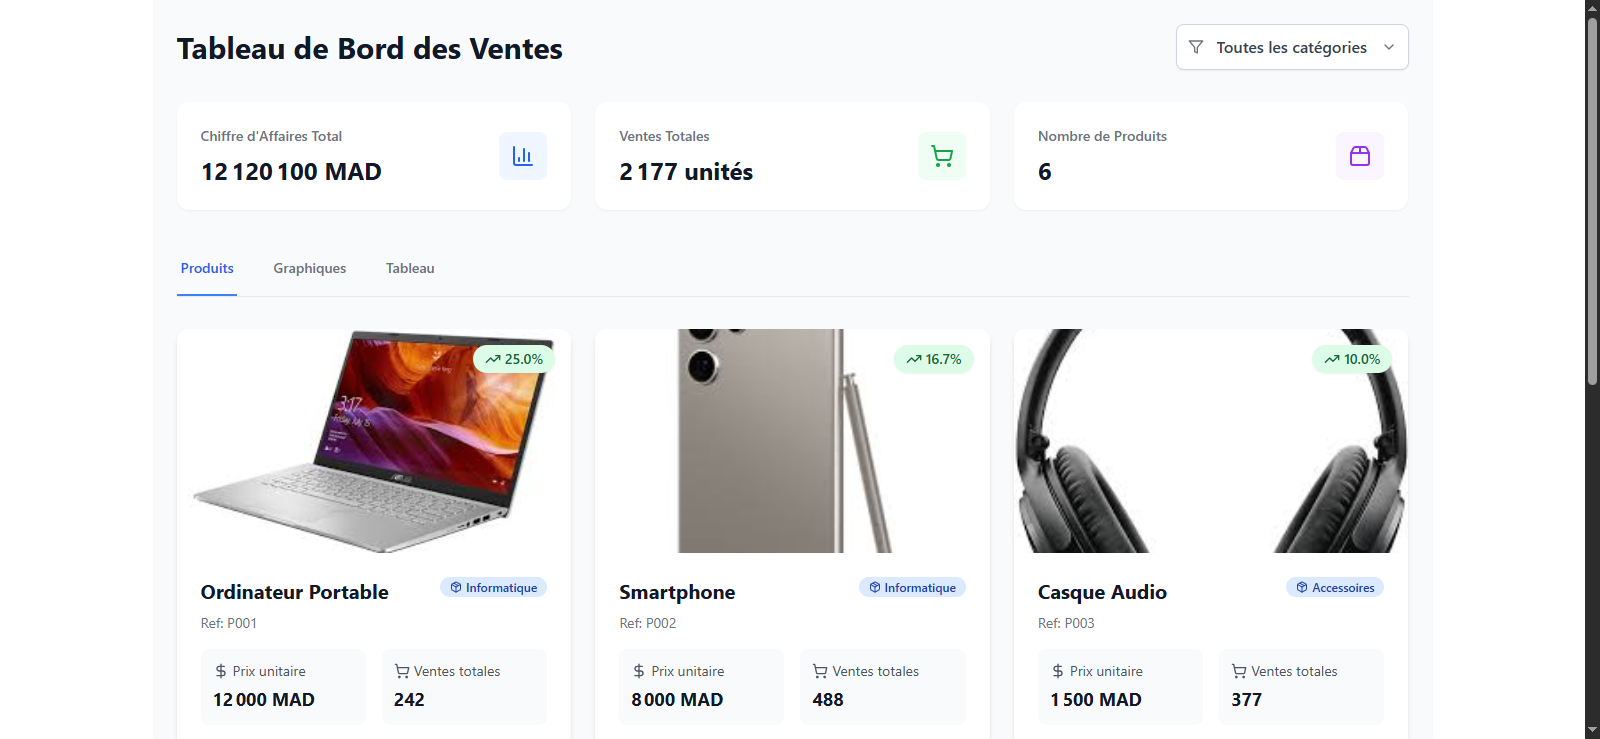 Tableau de Bord des Ventes
Toutes les catégories
Chiffre d'Affaires Total
12 120 100 MAD
Ventes Totales
2 177 unités
Nombre de Produits
6
Produits Graphiques Tableau
25.0%
3:17
16.7%
10.0%
Ordinateur Portable
Informatique
Ref: P001
Prix unitaire
12 000 MAD
Ventes totales
242
Smartphone
Informatique
Ref: P002
Prix unitaire
8 000 MAD
Ventes totales
488
Casque Audio
Accessoires
Ref: P003
Prix unitaire
1 500 MAD
Ventes totales
377